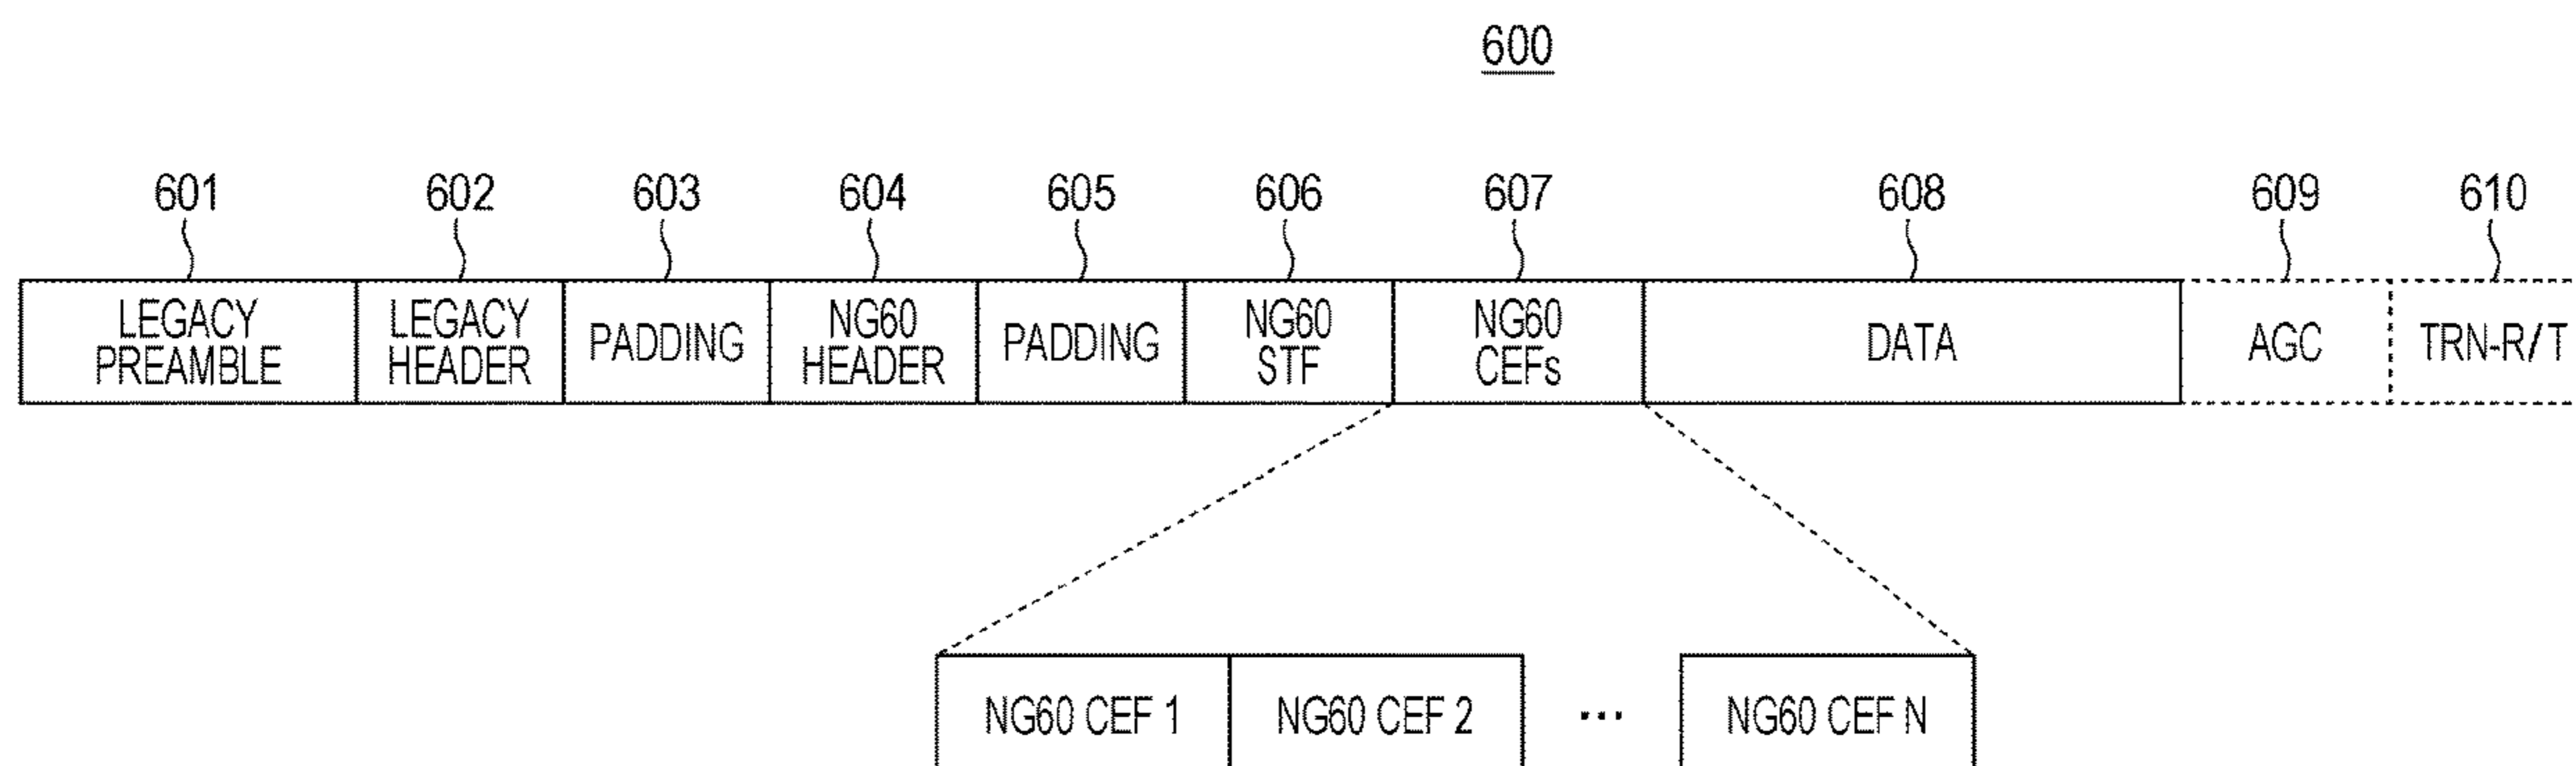 600
601 602 603 604 605 606 607 608 609 610
LEGACY PREAMBLE
LEGACY HEADER
PADDING
NG60 HEADER
PADDING
NG60 STF
NG60 CEFs
DATA
AGC
TRN-R/T
NG60 CEF 1
NG60 CEF 2
...
NG60 CEF N